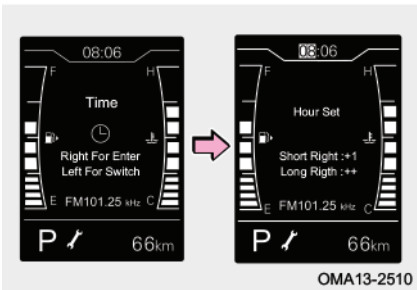 08:06
F H
Time
Right For Enter
Left For Switch
E FM101.25 kHz C
P 66km
08:06
F H
Hour Set
Short Right :+1
Long Rigth :++
E FM101.25 kHz C
P 66km
OMA13-2510